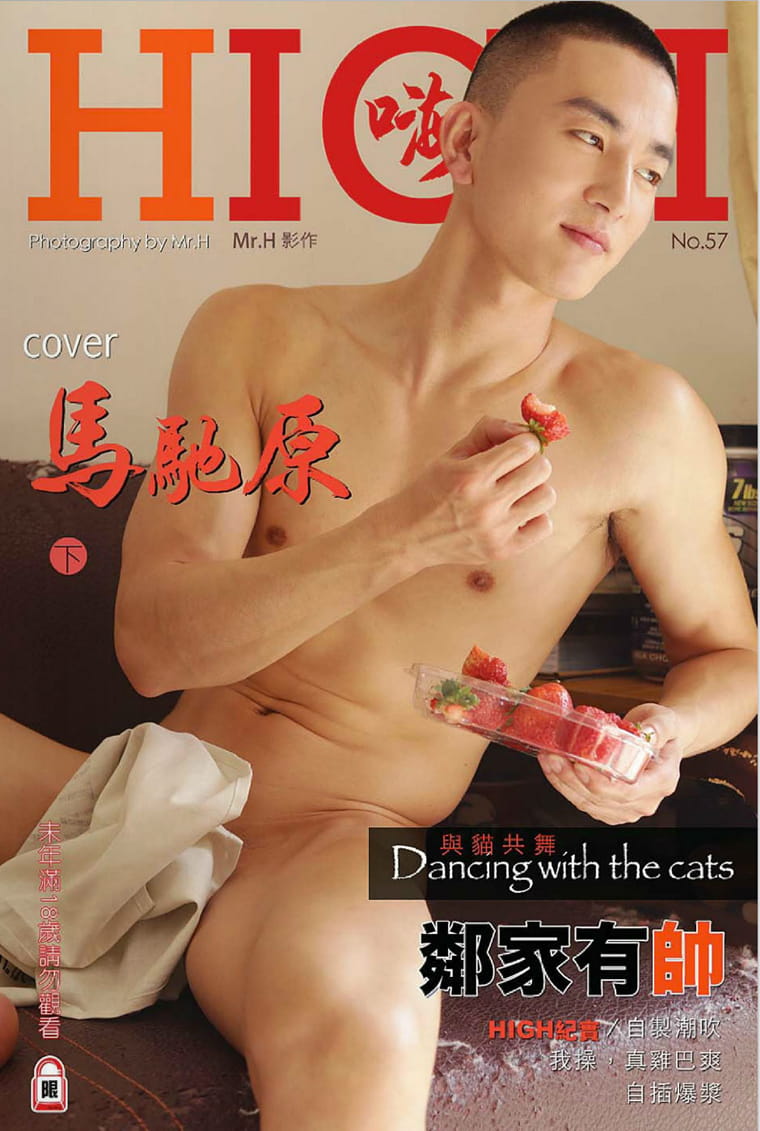 HIGH
嗨
Photography by Mr.H
Mr.H 影作
No.57
cover
馬馳原
下
7lbs
與貓共舞
Dancing with the cats
鄰家有帥
HIGH紀實／自製潮吹
我操，真雞巴爽
自插爆漿
未年滿18歲請勿觀看
限